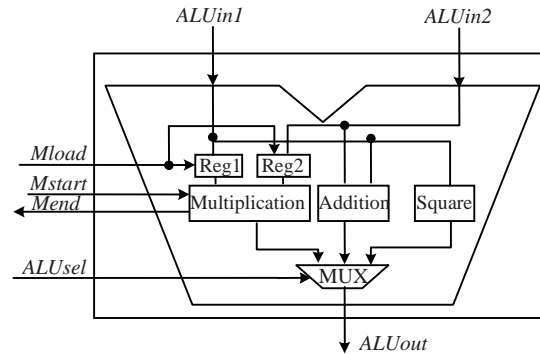 ALUin1
ALUin2
Mload
Reg1
Reg2
Mstart
Mend
Multiplication
Addition
Square
ALUsel
MUX
ALUout